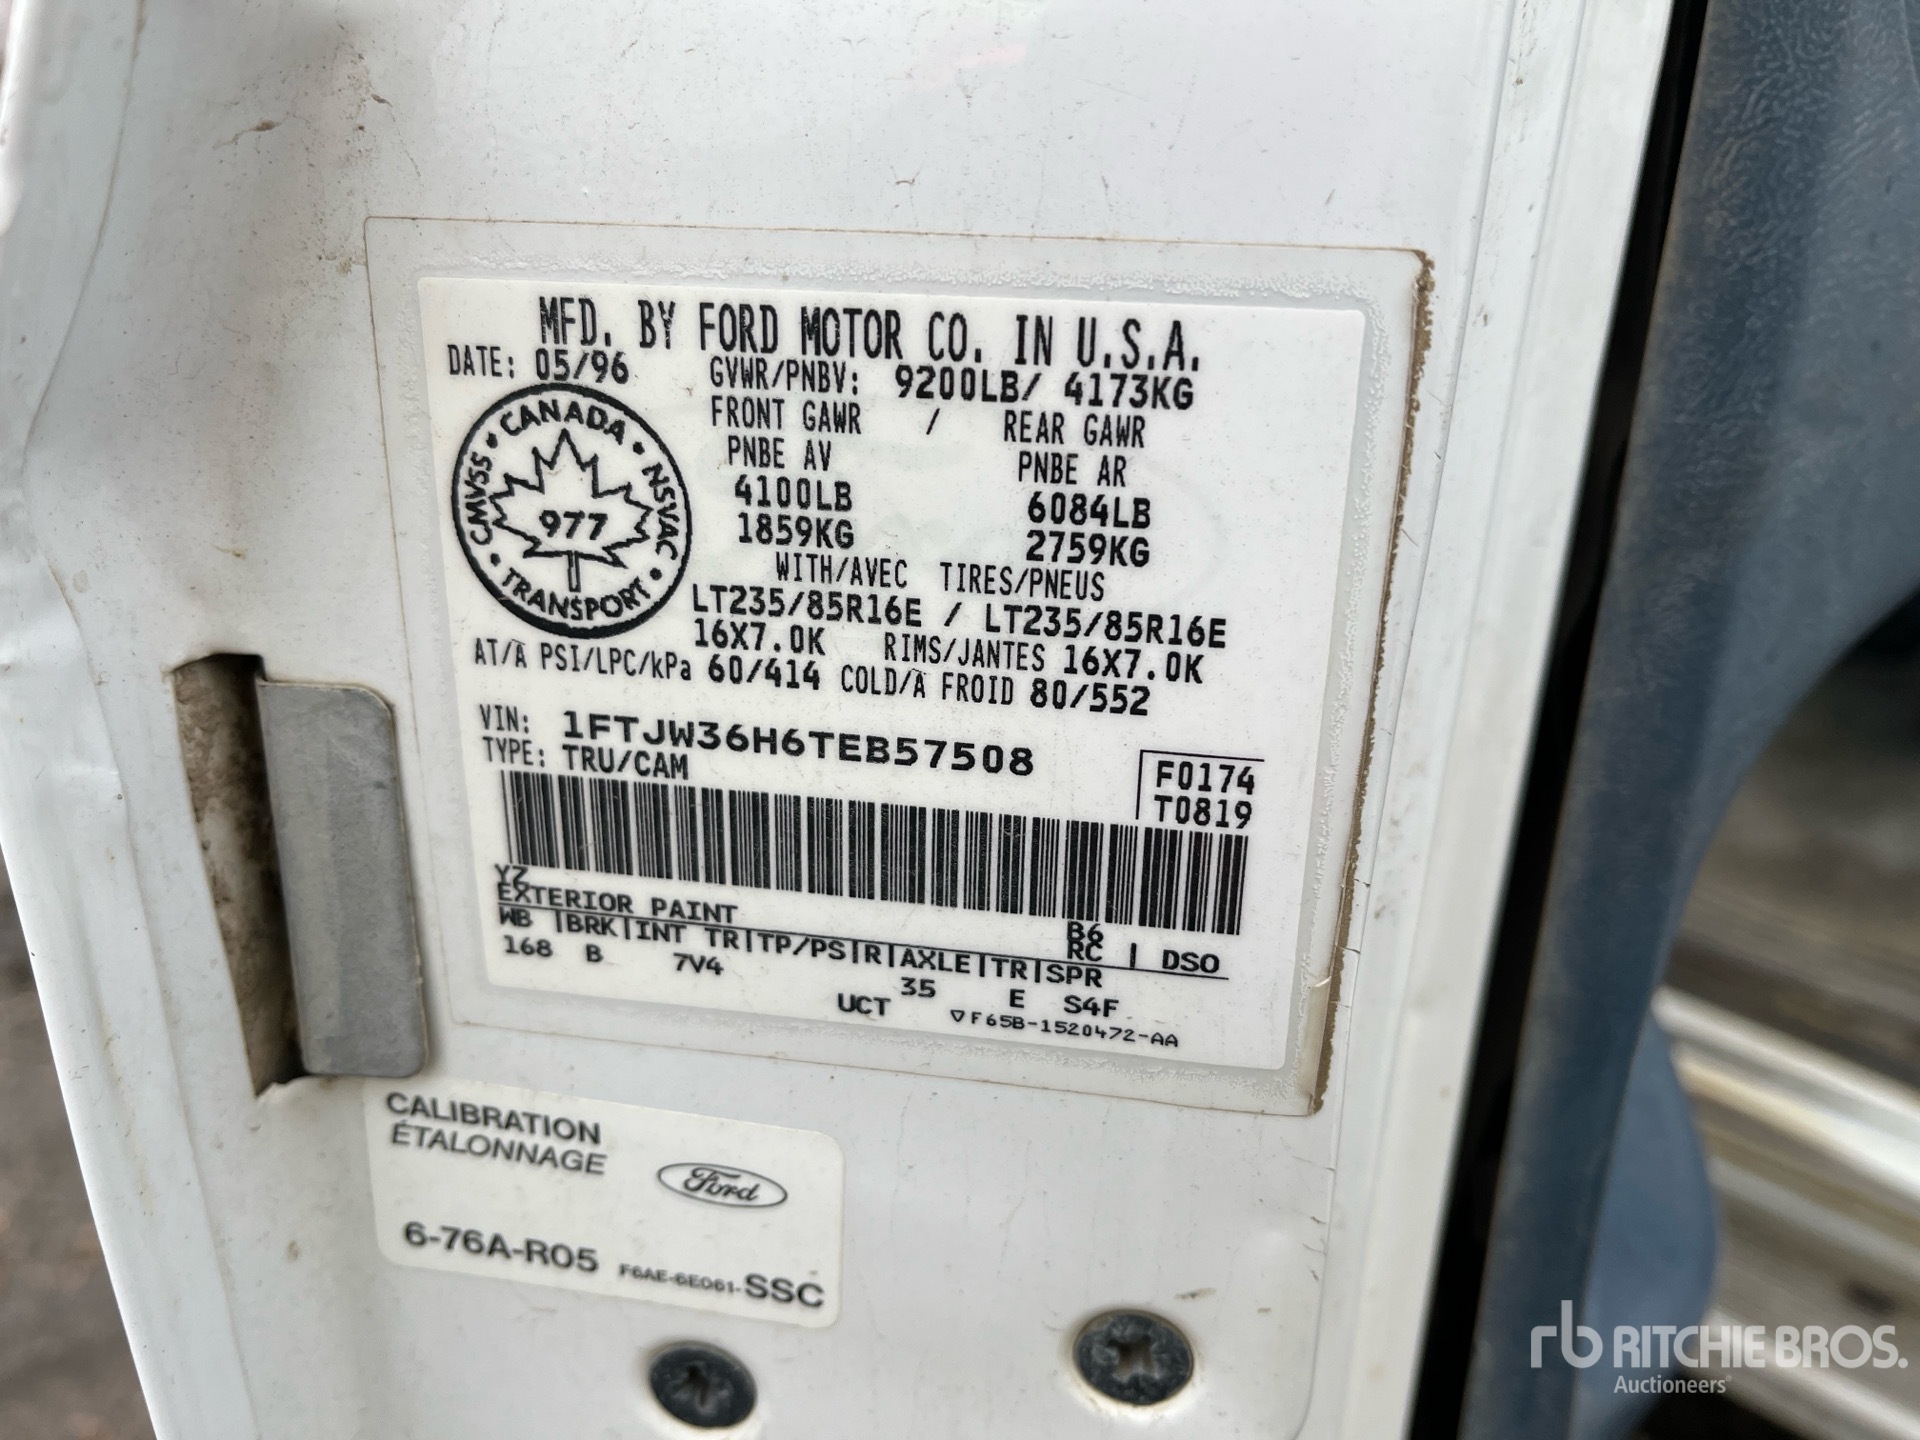 MFD. BY FORD MOTOR CO. IN U.S.A.
DATE: 05/96 GVWR/PNBV: 9200LB/ 4173KG
FRONT GAWR / REAR GAWR
PNBE AV PNBE AR
4100LB 6084LB
1859KG 2759KG
WITH/AVEC TIRES/PNEUS
LT235/85R16E / LT235/85R16E
16X7.0K RIMS/JANTES 16X7.0K
AT/À PSI/LPC/kPa 60/414 COLD/À FROID 80/552
CANADA • NSVAC • TRANSPORT • CMVSS •
977
VIN: 1FTJW36H6TEB57508
TYPE: TRU/CAM
F0174
T0819
YZ
EXTERIOR PAINT B6
RC | DSO
WB |BRK|INT TR|TP/PS|R|AXLE|TR|SPR
168 B 7V4 35 E S4F
UCT ▽F65B-1520472-AA
CALIBRATION
ÉTALONNAGE
Ford
6-76A-R05 F6AE-6E061-SSC
rb RITCHIE BROS.
Auctioneers